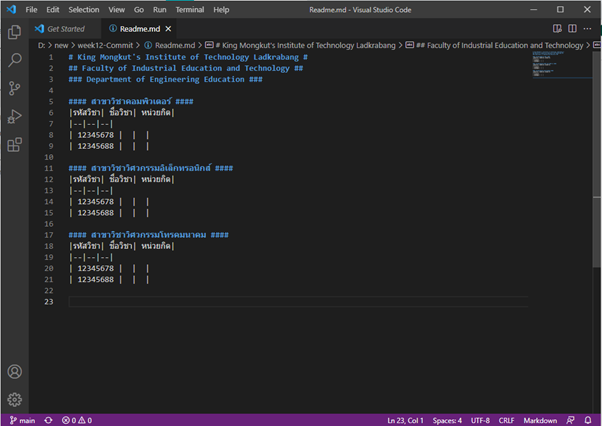 File Edit Selection View Go Run Terminal Help Readme.md - Visual Studio Code
Get Started Readme.md
D: > new > week12-Commit > Readme.md > # King Mongkut's Institute of Technology Ladkrabang > ## Faculty of Industrial Education and Technology >
1 # King Mongkut's Institute of Technology Ladkrabang #
2 ## Faculty of Industrial Education and Technology ##
3 ### Department of Engineering Education ###
4
5 #### สาขาวิชาคอมพิวเตอร์ ####
6 |รหัสวิชา| ชื่อวิชา| หน่วยกิต|
7 |--|--|--|
8 | 12345678 | | |
9 | 12345688 | | |
10
11 #### สาขาวิชาวิศวกรรมอิเล็กทรอนิกส์ ####
12 |รหัสวิชา| ชื่อวิชา| หน่วยกิต|
13 |--|--|--|
14 | 12345678 | | |
15 | 12345688 | | |
16
17 #### สาขาวิชาวิศวกรรมโทรคมนาคม ####
18 |รหัสวิชา| ชื่อวิชา| หน่วยกิต|
19 |--|--|--|
20 | 12345678 | | |
21 | 12345688 | | |
22
23
main 0 0 Ln 23, Col 1 Spaces: 4 UTF-8 CRLF Markdown